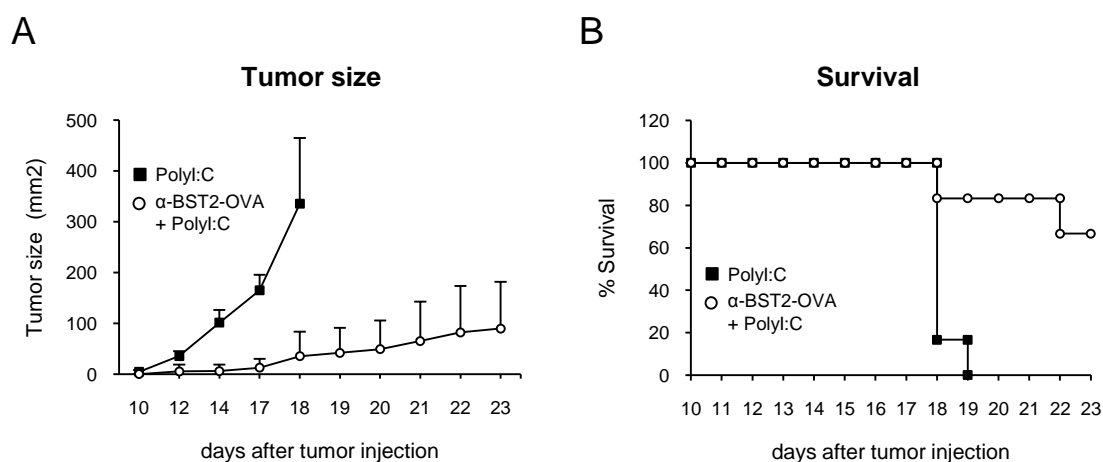 A
Tumor size
500
400
300
200
100
0
Tumor size (mm2)
PolyI:C
α-BST2-OVA
+ PolyI:C
10 12 14 17 18 19 20 21 22 23
days after tumor injection
B
Survival
120
100
80
60
40
20
0
% Survival
PolyI:C
α-BST2-OVA
+ PolyI:C
10 11 12 13 14 15 16 17 18 19 20 21 22 23
days after tumor injection